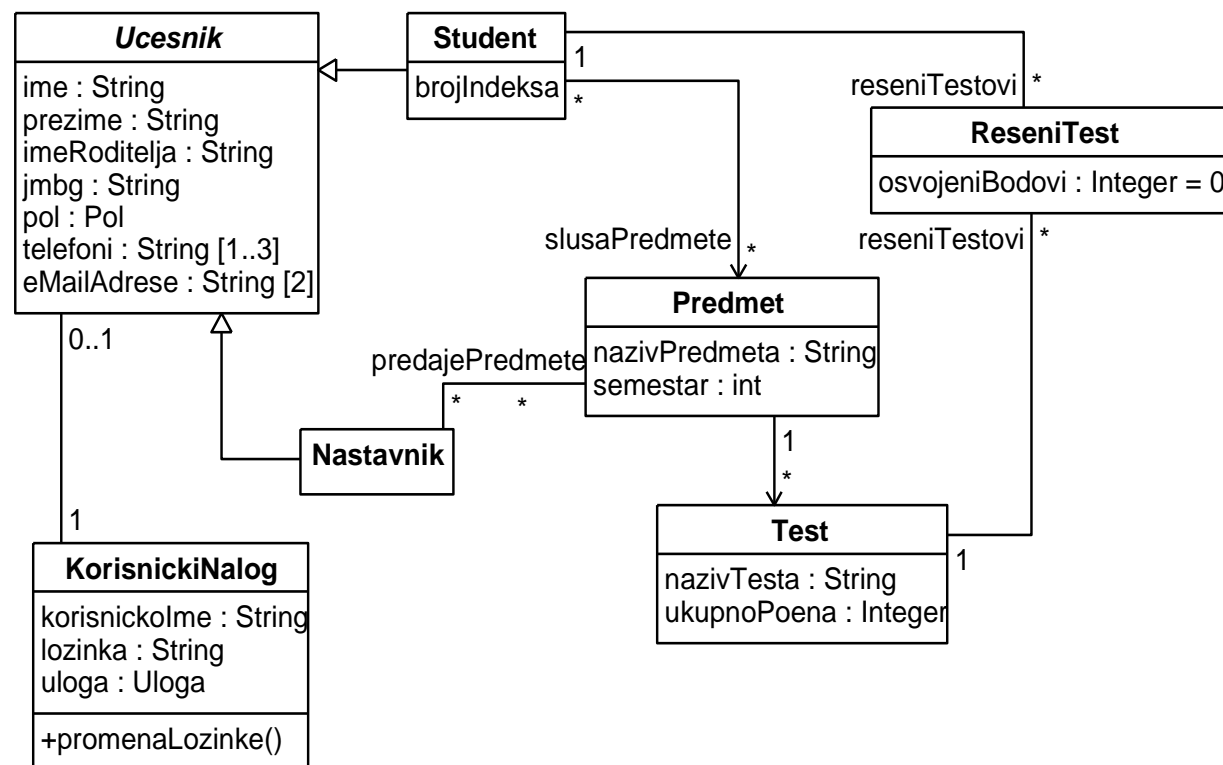 Ucesnik
ime : String
prezime : String
imeRoditelja : String
jmbg : String
pol : Pol
telefoni : String [1..3]
eMailAdrese : String [2]
Student
brojIndeksa
1
*
reseniTestovi
*
ReseniTest
osvojeniBodovi : Integer = 0
slusaPredmete
*
reseniTestovi
*
Predmet
nazivPredmeta : String
semestar : int
0..1
predajePredmete
*
*
Nastavnik
1
*
1
KorisnickiNalog
korisnickoIme : String
lozinka : String
uloga : Uloga
+promenaLozinke()
Test
nazivTesta : String
ukupnoPoena : Integer
1